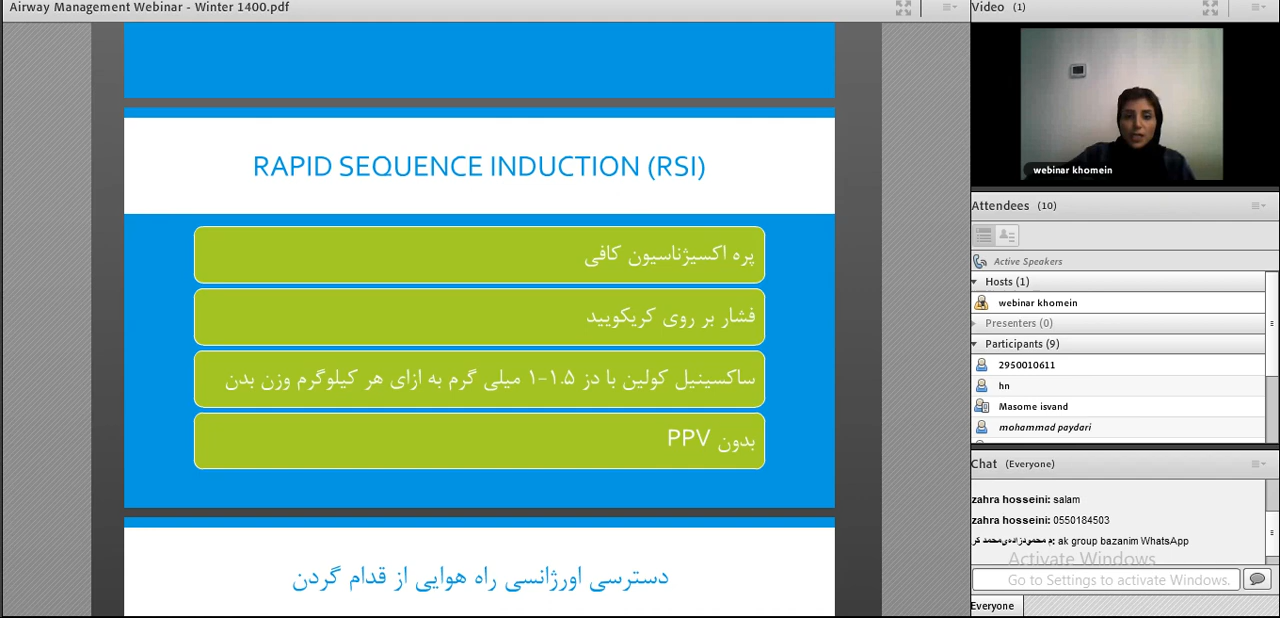 Airway Management Webinar - Winter 1400.pdf
RAPID SEQUENCE INDUCTION (RSI)
پره اکسیژناسیون کافی
فشار بر روی کریکویید
ساکسینیل کولین با دز ۱.۵-۱ میلی گرم به ازای هر کیلوگرم وزن بدن
بدون PPV
دسترسی اورژانسی راه هوایی از قدام گردن
Video (1)
webinar khomein
Attendees (10)
Active Speakers
Hosts (1)
webinar khomein
Presenters (0)
Participants (9)
2950010611
hn
Masome isvand
mohammad paydari
Chat (Everyone)
zahra hosseini: salam
zahra hosseini: 0550184503
ak group bazanim WhatsApp
Activate Windows
Go to Settings to activate Windows.
Everyone